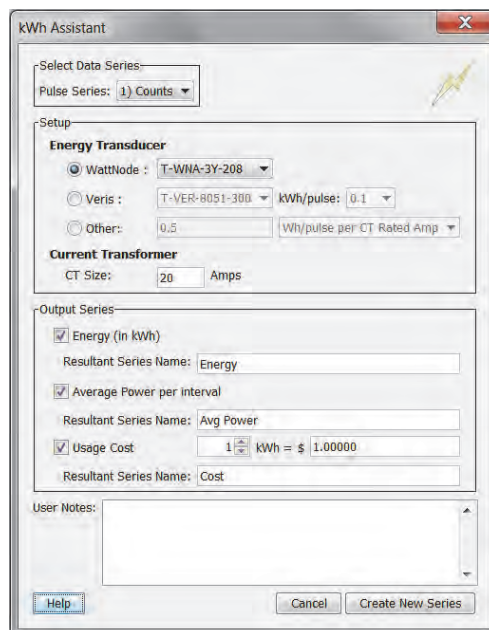 kWh Assistant
Select Data Series
Pulse Series: 1) Counts
Setup
Energy Transducer
WattNode : T-WNA-3Y-208
Veris : T-VER-8051-300 kWh/pulse: 0.1
Other: 0.5 Wh/pulse per CT Rated Amp
Current Transformer
CT Size: 20 Amps
Output Series
Energy (in kWh)
Resultant Series Name: Energy
Average Power per interval
Resultant Series Name: Avg Power
Usage Cost 1 kWh = $ 1.00000
Resultant Series Name: Cost
User Notes:
Help Cancel Create New Series